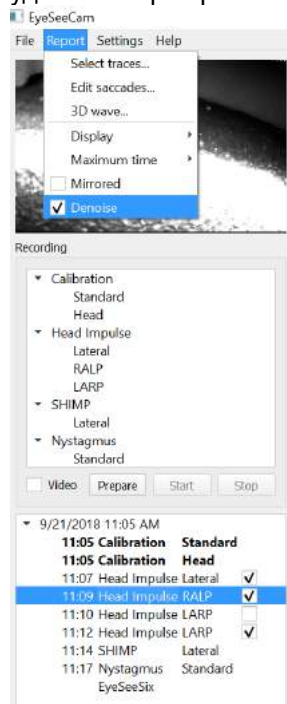 EyeSeeCam
File Report Settings Help
Select traces...
Edit saccades...
3D wave...
Display
Maximum time
Mirrored
Denoise
Recording
Calibration
Standard
Head
Head Impulse
Lateral
RALP
LARP
SHIMP
Lateral
Nystagmus
Standard
Video Prepare Start Stop
9/21/2018 11:05 AM
11:05 Calibration Standard
11:05 Calibration Head
11:07 Head Impulse Lateral
11:09 Head Impulse RALP
11:10 Head Impulse LARP
11:12 Head Impulse LARP
11:14 SHIMP Lateral
11:17 Nystagmus Standard
EyeSeeSix